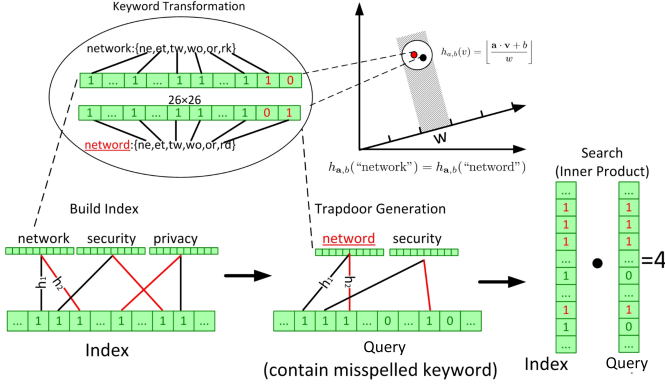 Keyword Transformation
network:{ne,et,tw,wo,or,rk}
1 ... 1 ... 1 1 ... 1 1 0
26×26
1 ... 1 ... 1 1 ... 1 0 1
netword:{ne,et,tw,wo,or,rd}
h_{a,b}(v) = ⌊(a · v + b)/w⌋
W
h_{a,b}("network") = h_{a,b}("netword")
Build Index
network security privacy
h₁ h₂
... 1 1 1 ... 1 ... 1 1 ...
Index
Trapdoor Generation
netword security
h₁ h₂
... 1 1 1 ... 0 ... 1 0 ...
Query
(contain misspelled keyword)
Search
(Inner Product)
... ...
1 1
1 1
1 1
... ...
1 0
... ...
1 1
1 0
... ...
=4
Index Query